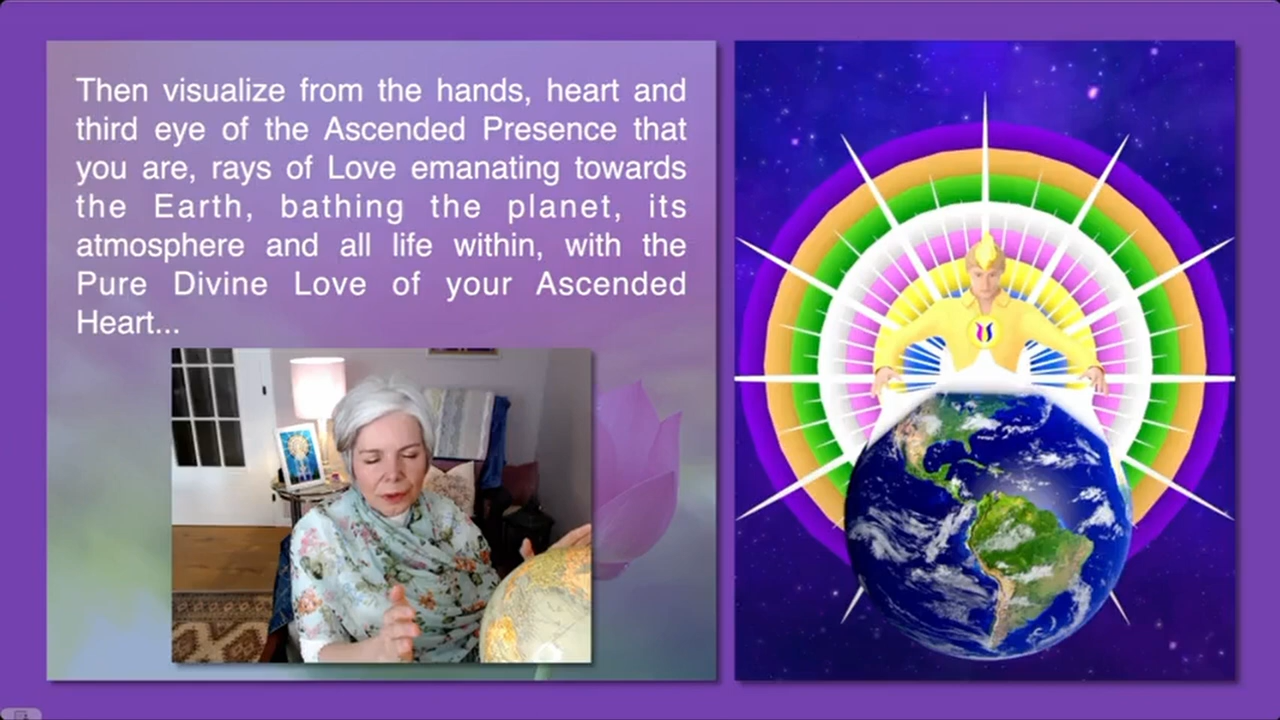 Then visualize from the hands, heart and
third eye of the Ascended Presence that
you are, rays of Love emanating towards
the Earth, bathing the planet, its
atmosphere and all life within, with the
Pure Divine Love of your Ascended
Heart...